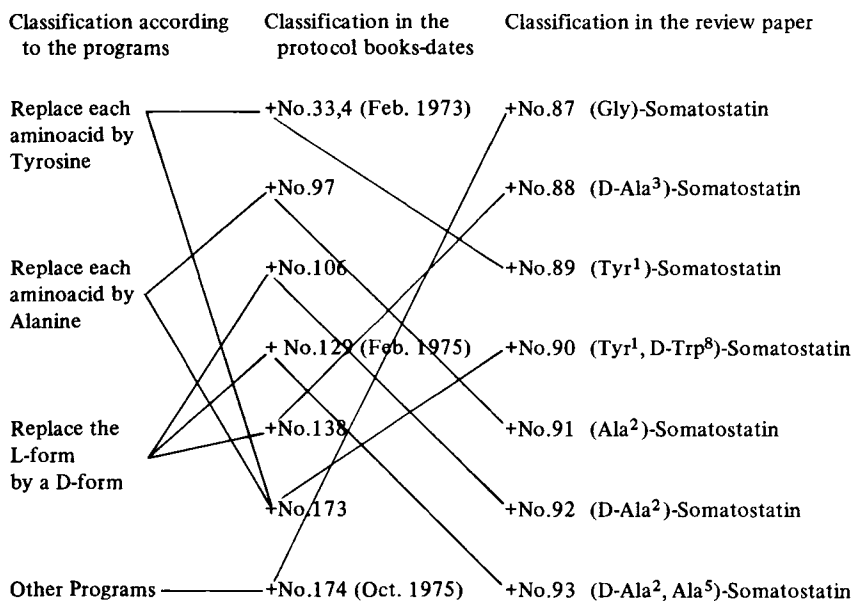 Classification according
to the programs
Classification in the
protocol books-dates
Classification in the review paper
Replace each
aminoacid by
Tyrosine
Replace each
aminoacid by
Alanine
Replace the
L-form
by a D-form
Other Programs
+No.33,4 (Feb. 1973)
+No.97
+No.106
+ No.129 (Feb. 1975)
+No.138
+No.173
+No.174 (Oct. 1975)
+No.87 (Gly)-Somatostatin
+No.88 (D-Ala³)-Somatostatin
+No.89 (Tyr¹)-Somatostatin
+No.90 (Tyr¹, D-Trp⁸)-Somatostatin
+No.91 (Ala²)-Somatostatin
+No.92 (D-Ala²)-Somatostatin
+No.93 (D-Ala², Ala⁵)-Somatostatin